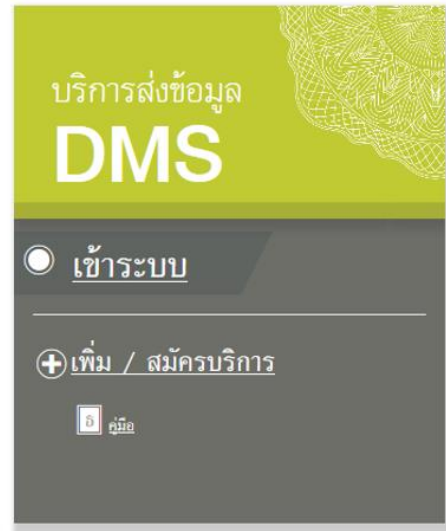 บริการส่งข้อมูล
DMS
เข้าระบบ
เพิ่ม / สมัครบริการ
คู่มือ